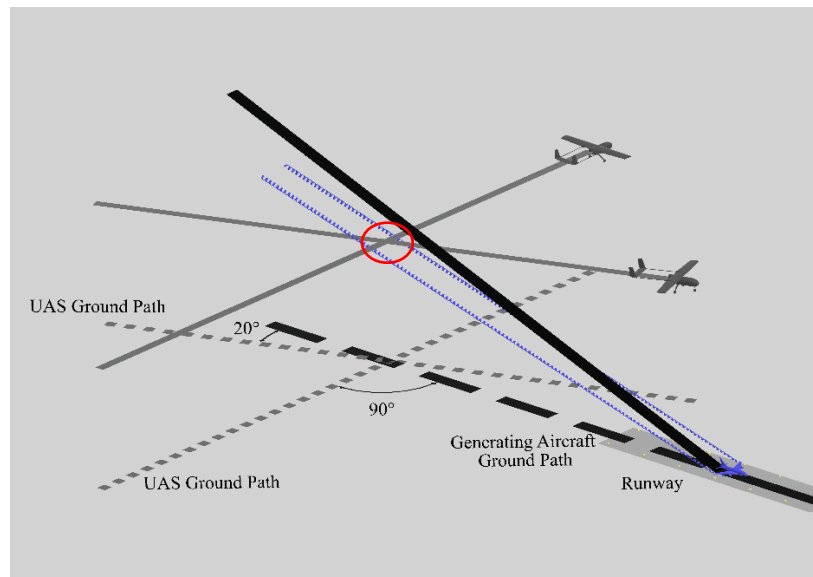 UAS Ground Path
20°
90°
Generating Aircraft
Ground Path
UAS Ground Path
Runway